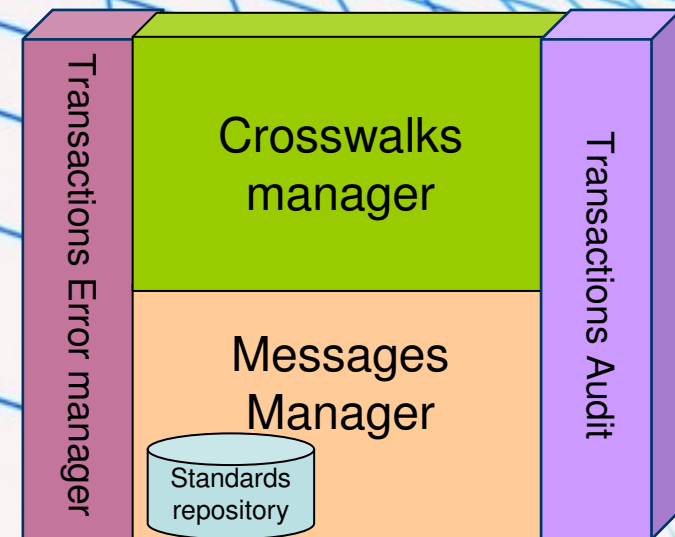 Transactions Error manager
Crosswalks
manager
Messages
Manager
Standards
repository
Transactions Audit